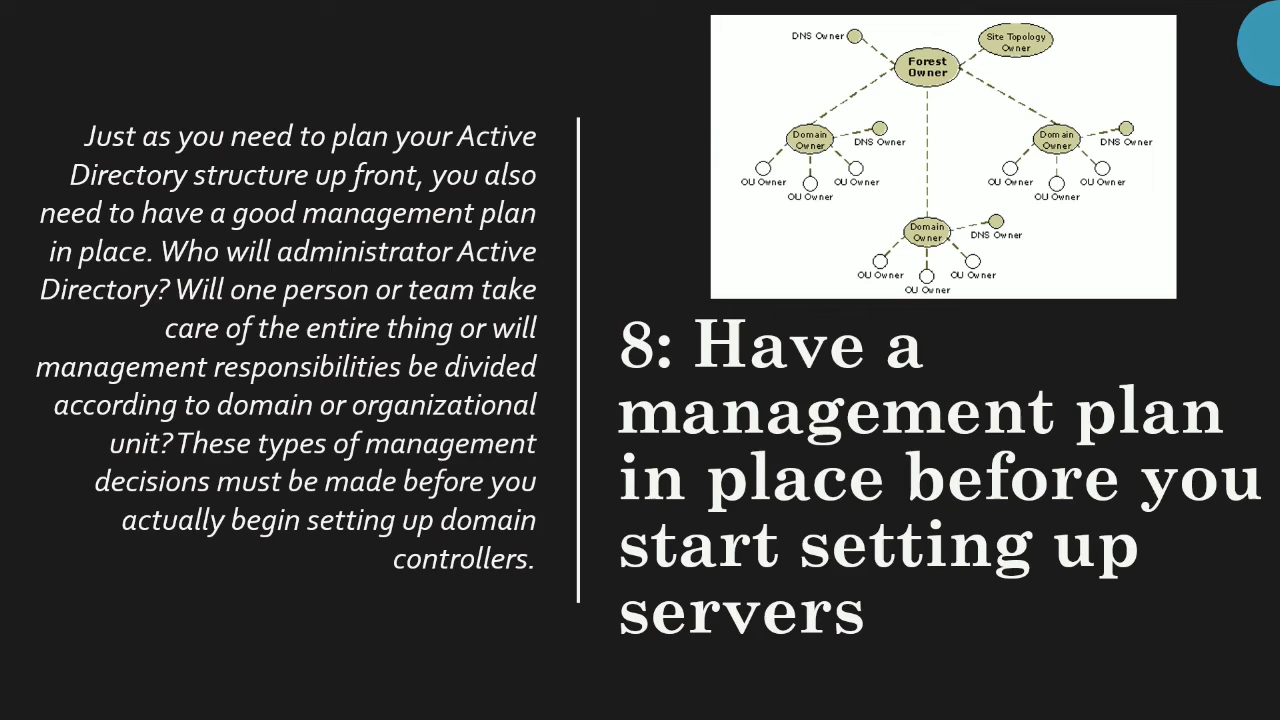 Just as you need to plan your Active
Directory structure up front, you also
need to have a good management plan
in place. Who will administrator Active
Directory? Will one person or team take
care of the entire thing or will
management responsibilities be divided
according to domain or organizational
unit? These types of management
decisions must be made before you
actually begin setting up domain
controllers.
DNS Owner
Site Topology
Owner
Forest
Owner
Domain
Owner
DNS Owner
OU Owner
OU Owner
OU Owner
Domain
Owner
DNS Owner
OU Owner
OU Owner
OU Owner
Domain
Owner
DNS Owner
OU Owner
OU Owner
OU Owner
8: Have a
management plan
in place before you
start setting up
servers